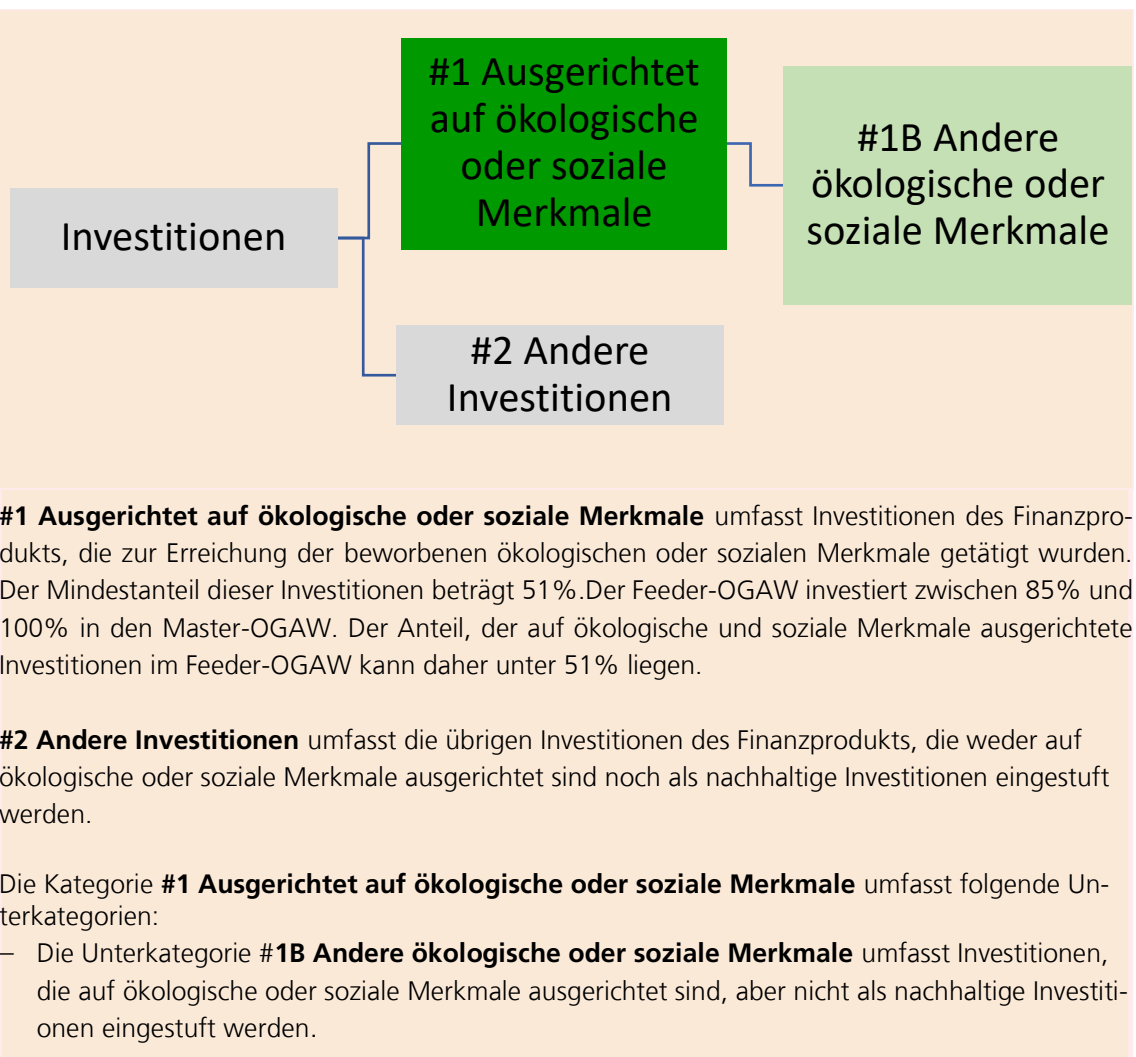 #1 Ausgerichtet
auf ökologische
oder soziale
Merkmale
#1B Andere
ökologische oder
soziale Merkmale
Investitionen
#2 Andere
Investitionen
#1 Ausgerichtet auf ökologische oder soziale Merkmale umfasst Investitionen des Finanzpro-
dukts, die zur Erreichung der beworbenen ökologischen oder sozialen Merkmale getätigt wurden.
Der Mindestanteil dieser Investitionen beträgt 51%.Der Feeder-OGAW investiert zwischen 85% und
100% in den Master-OGAW. Der Anteil, der auf ökologische und soziale Merkmale ausgerichtete
Investitionen im Feeder-OGAW kann daher unter 51% liegen.
#2 Andere Investitionen umfasst die übrigen Investitionen des Finanzprodukts, die weder auf
ökologische oder soziale Merkmale ausgerichtet sind noch als nachhaltige Investitionen eingestuft
werden.
Die Kategorie #1 Ausgerichtet auf ökologische oder soziale Merkmale umfasst folgende Un-
terkategorien:
– Die Unterkategorie #1B Andere ökologische oder soziale Merkmale umfasst Investitionen,
die auf ökologische oder soziale Merkmale ausgerichtet sind, aber nicht als nachhaltige Investiti-
onen eingestuft werden.